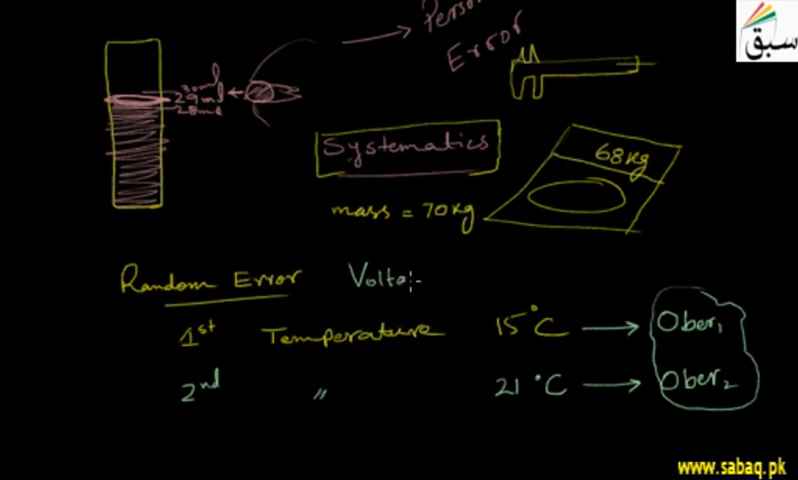 سبق
Error
30ml
29ml
28ml
Systematics
68kg
mass = 70kg
Random Error Volta
1st Temperature 15°C → Ober1
2nd " 21°C → Ober2
www.sabaq.pk